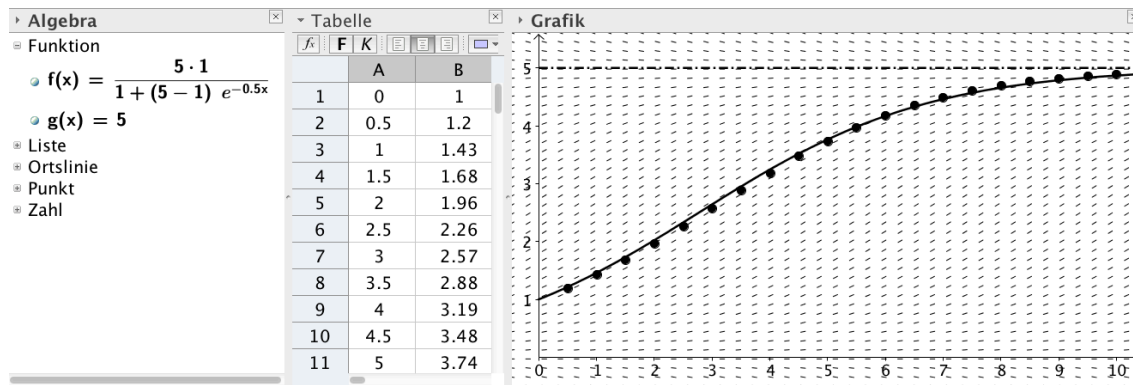 Algebra
Funktion
f(x) = 5 · 1 / 1 + (5 − 1) e^−0.5x
g(x) = 5
Liste
Ortslinie
Punkt
Zahl
Tabelle
fx F K
A B
1 0 1
2 0.5 1.2
3 1 1.43
4 1.5 1.68
5 2 1.96
6 2.5 2.26
7 3 2.57
8 3.5 2.88
9 4 3.19
10 4.5 3.48
11 5 3.74
Grafik
5
4
3
2
1
0 1 2 3 4 5 6 7 8 9 10